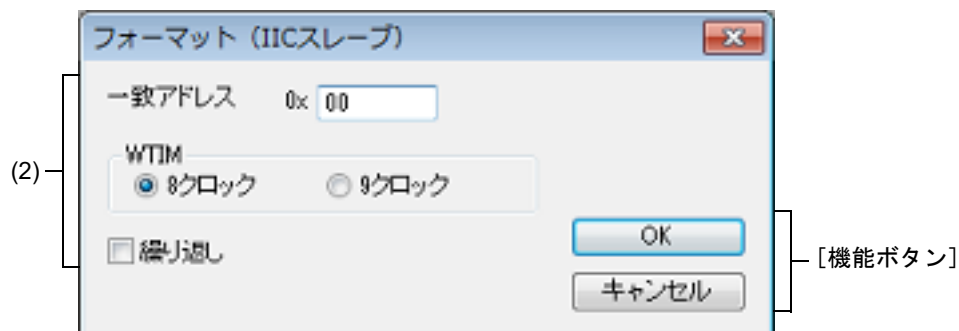 フォーマット（IICスレーブ）
一致アドレス 0x 00
WTIM
(2)
8クロック 9クロック
繰り返し
OK
［機能ボタン］
キャンセル